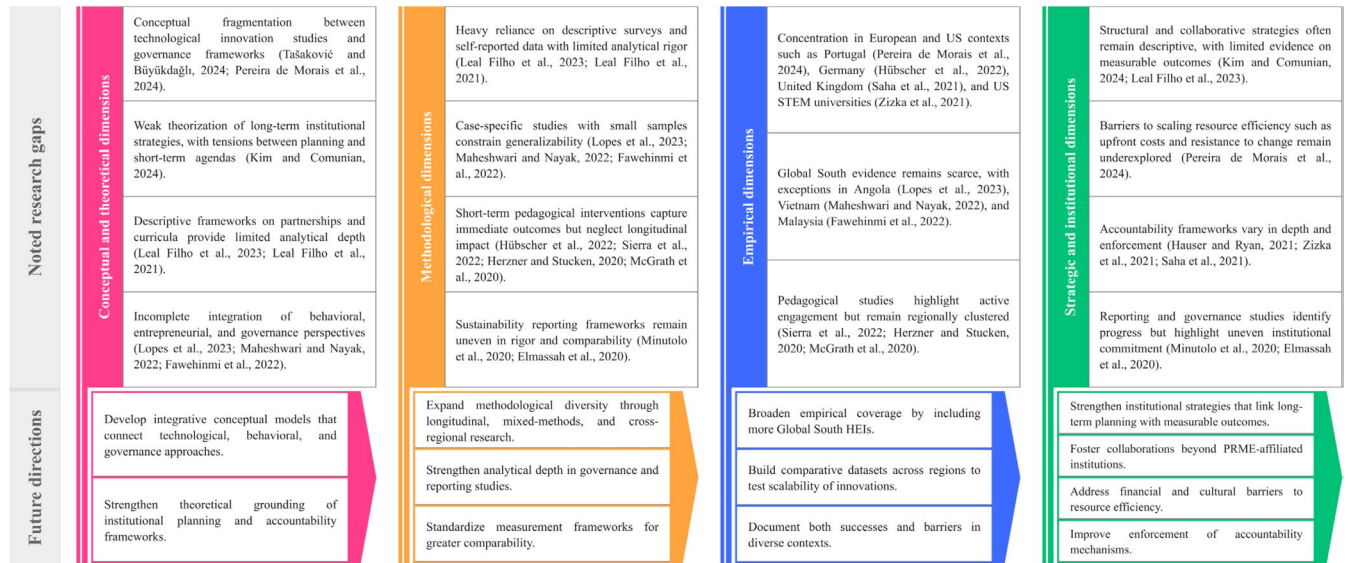 Noted research gaps
Conceptual and theoretical dimensions
Conceptual fragmentation between
technological innovation studies and
governance frameworks (Tašaković and
Büyükdağlı, 2024; Pereira de Morais et al.,
2024).
Weak theorization of long-term institutional
strategies, with tensions between planning and
short-term agendas (Kim and Comunian,
2024).
Descriptive frameworks on partnerships and
curricula provide limited analytical depth
(Leal Filho et al., 2023; Leal Filho et al.,
2021).
Incomplete integration of behavioral,
entrepreneurial, and governance perspectives
(Lopes et al., 2023; Maheshwari and Nayak,
2022; Fawehinmi et al., 2022).
Methodological dimensions
Heavy reliance on descriptive surveys and
self-reported data with limited analytical rigor
(Leal Filho et al., 2023; Leal Filho et al.,
2021).
Case-specific studies with small samples
constrain generalizability (Lopes et al., 2023;
Maheshwari and Nayak, 2022; Fawehinmi et
al., 2022).
Short-term pedagogical interventions capture
immediate outcomes but neglect longitudinal
impact (Hübscher et al., 2022; Sierra et al.,
2022; Herzner and Stucken, 2020; McGrath et
al., 2020).
Sustainability reporting frameworks remain
uneven in rigor and comparability (Minutolo
et al., 2020; Elmassah et al., 2020).
Empirical dimensions
Concentration in European and US contexts
such as Portugal (Pereira de Morais et al.,
2024), Germany (Hübscher et al., 2022),
United Kingdom (Saha et al., 2021), and US
STEM universities (Zizka et al., 2021).
Global South evidence remains scarce, with
exceptions in Angola (Lopes et al., 2023),
Vietnam (Maheshwari and Nayak, 2022), and
Malaysia (Fawehinmi et al., 2022).
Pedagogical studies highlight active
engagement but remain regionally clustered
(Sierra et al., 2022; Herzner and Stucken,
2020; McGrath et al., 2020).
Strategic and institutional dimensions
Structural and collaborative strategies often
remain descriptive, with limited evidence on
measurable outcomes (Kim and Comunian,
2024; Leal Filho et al., 2023).
Barriers to scaling resource efficiency such as
upfront costs and resistance to change remain
underexplored (Pereira de Morais et al.,
2024).
Accountability frameworks vary in depth and
enforcement (Hauser and Ryan, 2021; Zizka
et al., 2021; Saha et al., 2021).
Reporting and governance studies identify
progress but highlight uneven institutional
commitment (Minutolo et al., 2020; Elmassah
et al., 2020).
Future directions
Develop integrative conceptual models that
connect technological, behavioral, and
governance approaches.
Strengthen theoretical grounding of
institutional planning and accountability
frameworks.
Expand methodological diversity through
longitudinal, mixed-methods, and cross-
regional research.
Strengthen analytical depth in governance and
reporting studies.
Standardize measurement frameworks for
greater comparability.
Broaden empirical coverage by including
more Global South HEIs.
Build comparative datasets across regions to
test scalability of innovations.
Document both successes and barriers in
diverse contexts.
Strengthen institutional strategies that link long-
term planning with measurable outcomes.
Foster collaborations beyond PRME-affiliated
institutions.
Address financial and cultural barriers to
resource efficiency.
Improve enforcement of accountability
mechanisms.